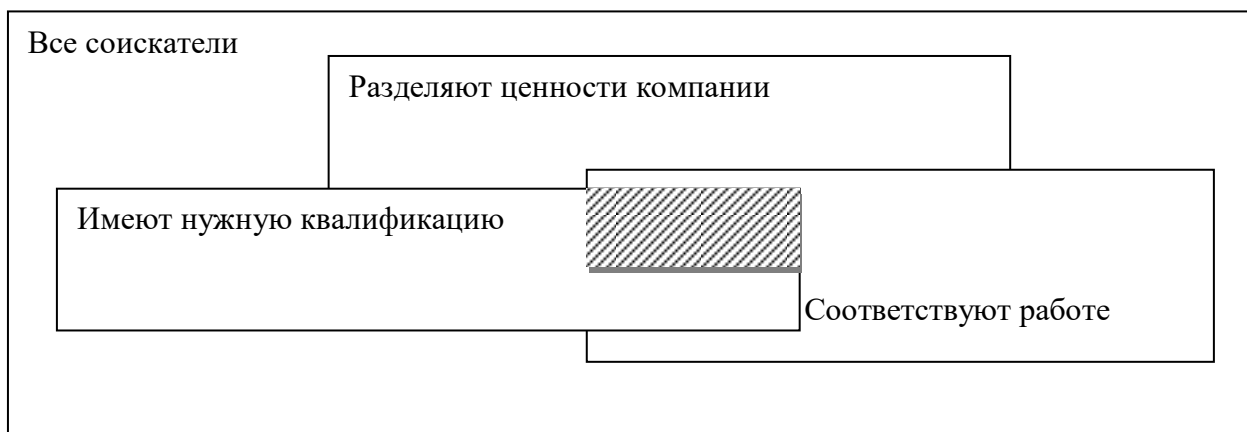 Все соискатели
Разделяют ценности компании
Имеют нужную квалификацию
Соответствуют работе